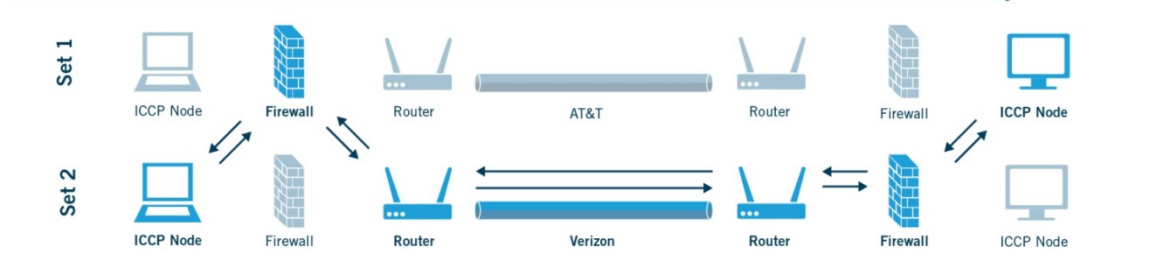 Set 1
ICCP Node
Firewall
Router
AT&T
Router
Firewall
ICCP Node
Set 2
ICCP Node
Firewall
Router
Verizon
Router
Firewall
ICCP Node